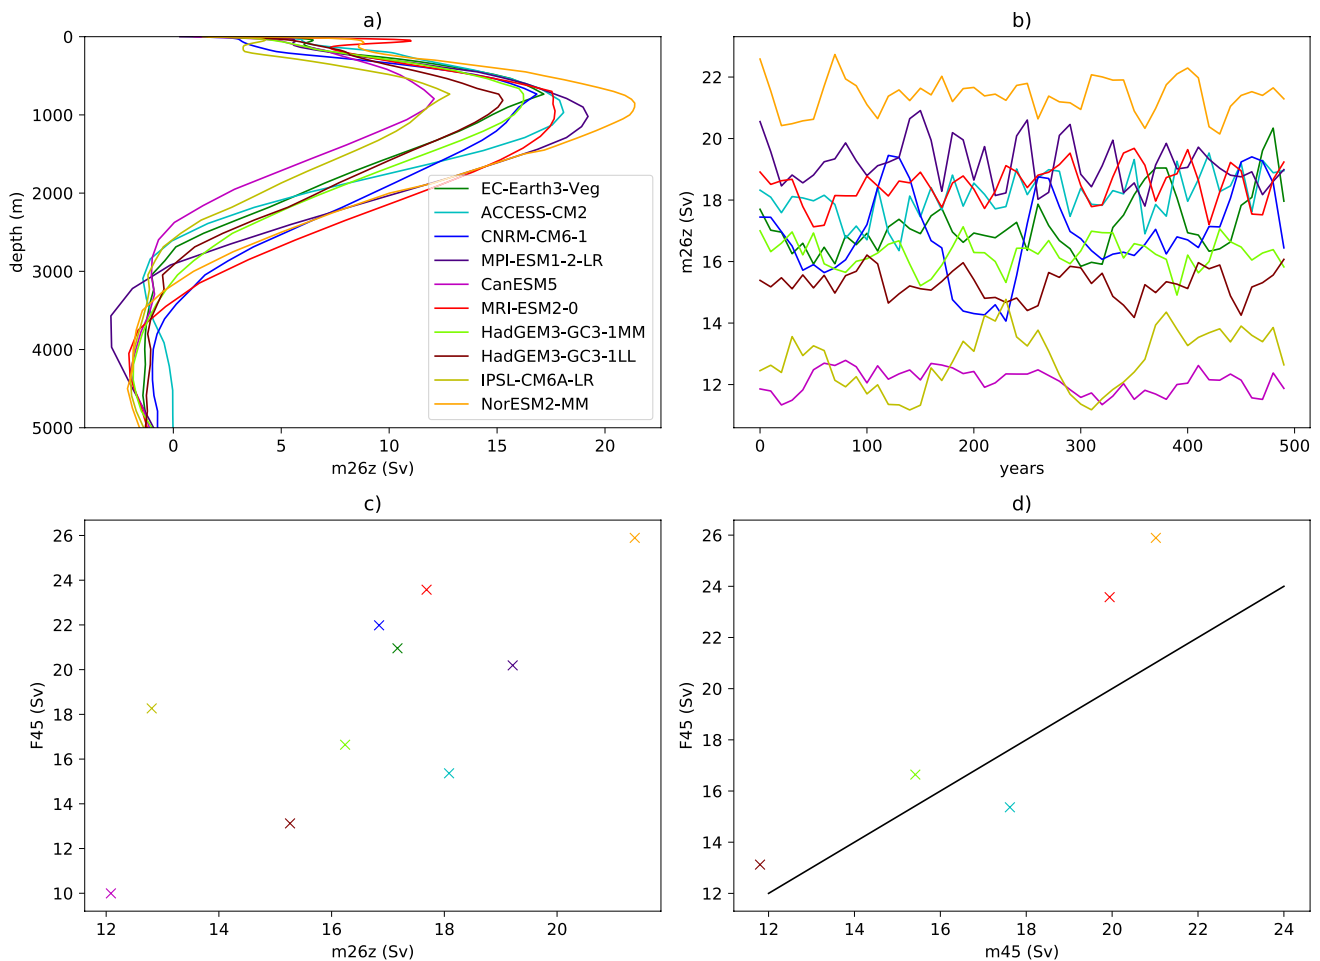 a)
0
1000
2000
3000
4000
5000
depth (m)
0
5
10
15
20
m26z (Sv)
EC-Earth3-Veg
ACCESS-CM2
CNRM-CM6-1
MPI-ESM1-2-LR
CanESM5
MRI-ESM2-0
HadGEM3-GC3-1MM
HadGEM3-GC3-1LL
IPSL-CM6A-LR
NorESM2-MM
b)
22
20
18
16
14
12
m26z (Sv)
0
100
200
300
400
500
years
c)
26
24
22
20
18
16
14
12
10
F45 (Sv)
12
14
16
18
20
m26z (Sv)
d)
26
24
22
20
18
16
14
12
F45 (Sv)
12
14
16
18
20
22
24
m45 (Sv)